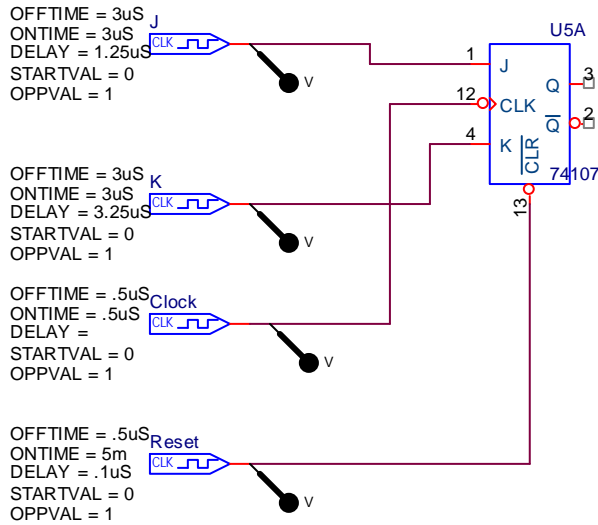 OFFTIME = 3uS
ONTIME = 3uS
DELAY = 1.25uS
STARTVAL = 0
OPPVAL = 1
J
CLK
V
U5A
1
J
Q
3
12
CLK
Q
2
4
K
CLR
74107
13
OFFTIME = 3uS
ONTIME = 3uS
DELAY = 3.25uS
STARTVAL = 0
OPPVAL = 1
K
CLK
V
OFFTIME = .5uS
ONTIME = .5uS
DELAY =
STARTVAL = 0
OPPVAL = 1
Clock
CLK
V
OFFTIME = .5uS
ONTIME = 5m
DELAY = .1uS
STARTVAL = 0
OPPVAL = 1
Reset
CLK
V